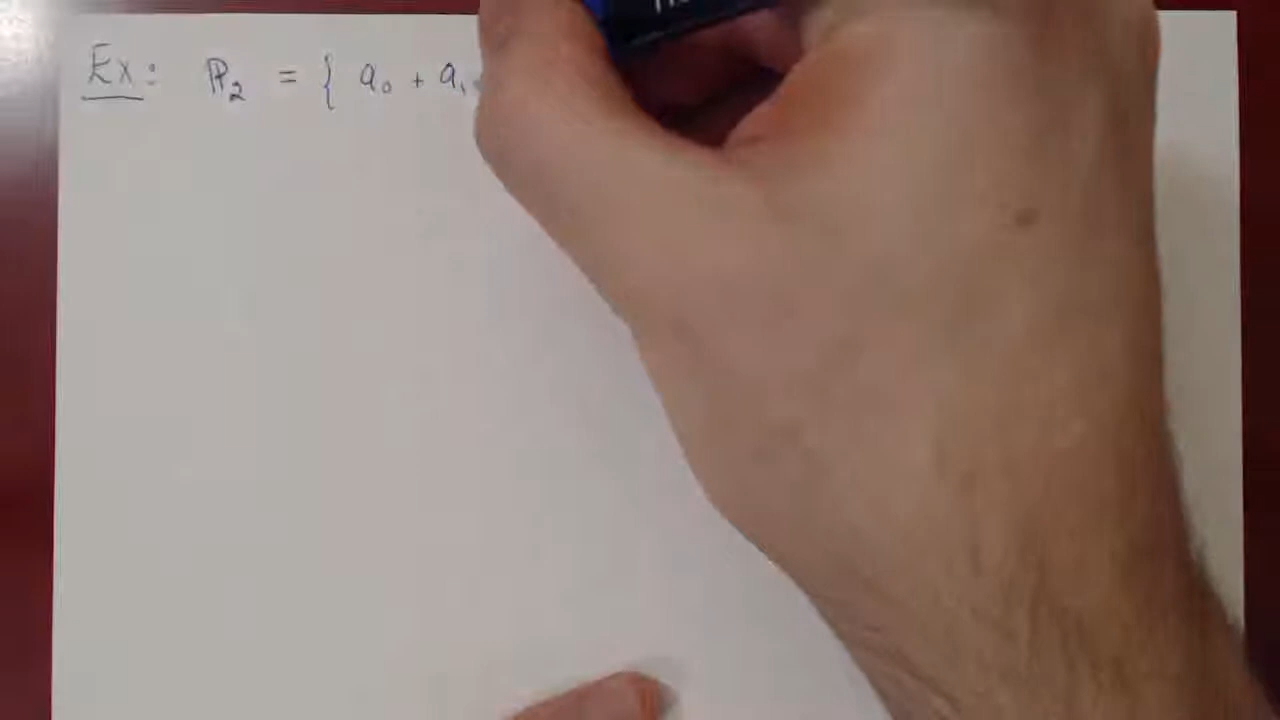 Ex: ℙ₂ = { a₀ + a₁